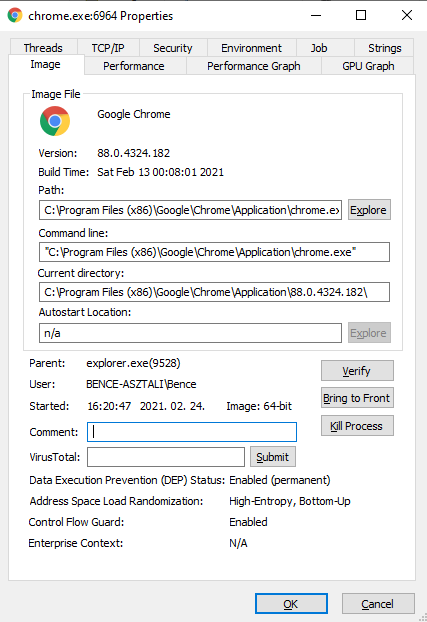 chrome.exe:6964 Properties
Threads TCP/IP Security Environment Job Strings
Image Performance Performance Graph GPU Graph
Image File
Google Chrome
Version: 88.0.4324.182
Build Time: Sat Feb 13 00:08:01 2021
Path:
C:\Program Files (x86)\Google\Chrome\Application\chrome.ex Explore
Command line:
"C:\Program Files (x86)\Google\Chrome\Application\chrome.exe"
Current directory:
C:\Program Files (x86)\Google\Chrome\Application\88.0.4324.182\
Autostart Location:
n/a Explore
Parent: explorer.exe(9528) Verify
User: BENCE-ASZTALI\Bence
Started: 16:20:47 2021. 02. 24. Image: 64-bit Bring to Front
Comment: Kill Process
VirusTotal: Submit
Data Execution Prevention (DEP) Status: Enabled (permanent)
Address Space Load Randomization: High-Entropy, Bottom-Up
Control Flow Guard: Enabled
Enterprise Context: N/A
OK Cancel